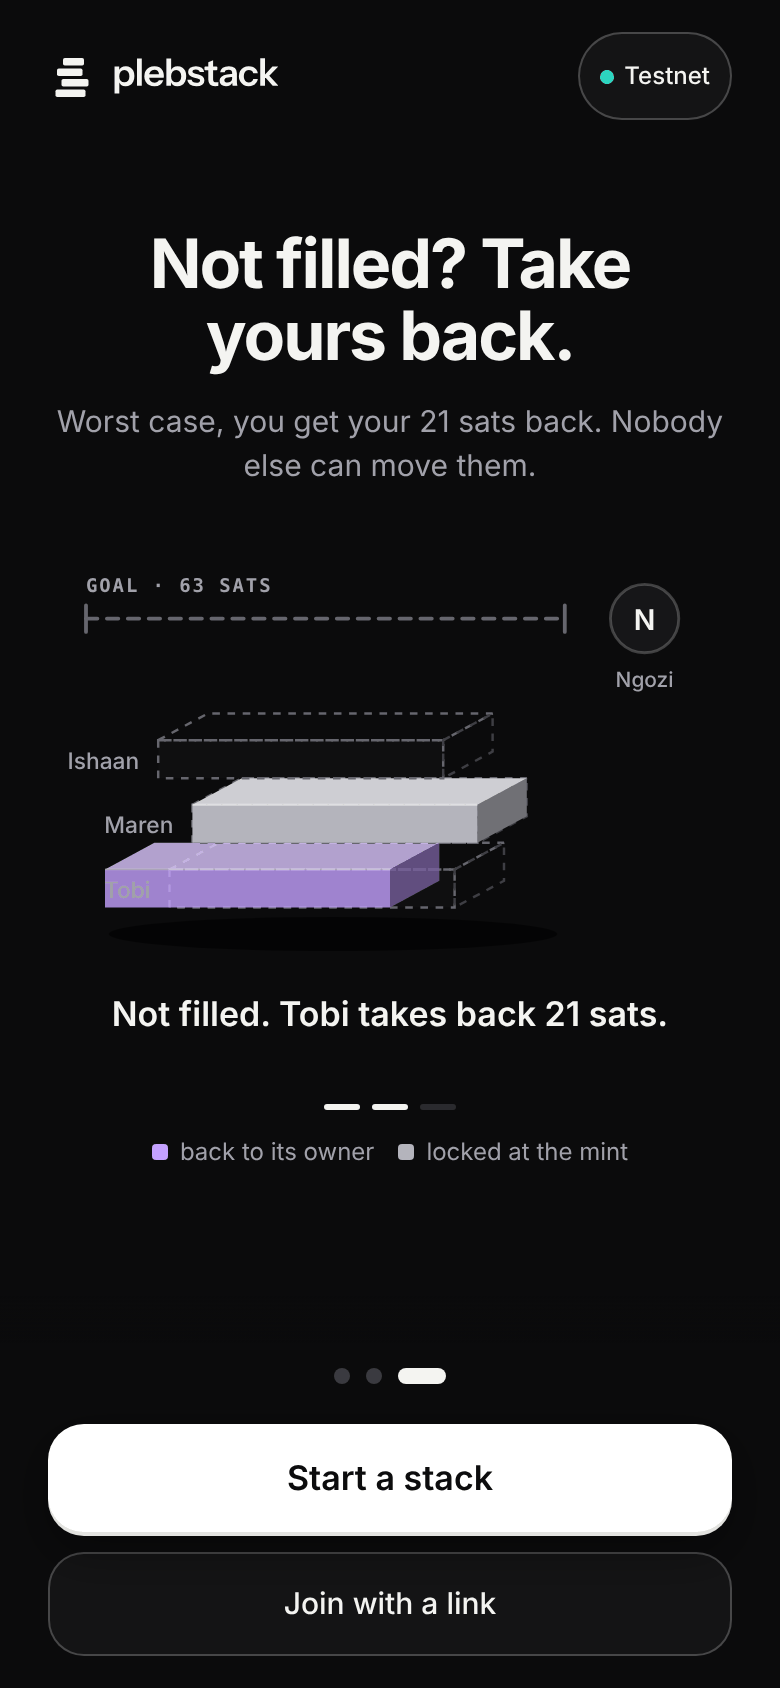 plebstack
Testnet
Not filled? Take
yours back.
Worst case, you get your 21 sats back. Nobody
else can move them.
GOAL · 63 SATS
N
Ngozi
Ishaan
Maren
Tobi
Not filled. Tobi takes back 21 sats.
back to its owner
locked at the mint
Start a stack
Join with a link